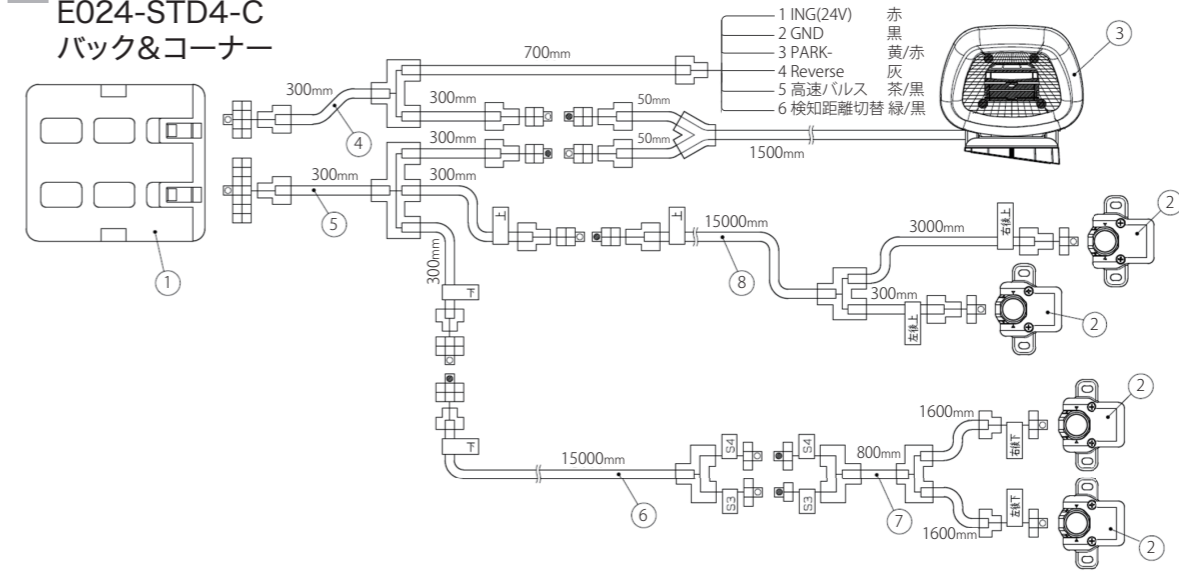 E024-STD4-C
バック&コーナー
1 ING(24V) 赤
2 GND 黒
3 PARK- 黄/赤
4 Reverse 灰
5 高速パルス 茶/黒
6 検知距離切替 緑/黒
700mm
300mm
300mm
50mm
④
③
300mm
50mm
1500mm
300mm
300mm
⑤
①
上
上
15000mm
⑧
3000mm
右後上
②
300mm
左後上
②
300mm
下
下
15000mm
⑥
S4
S3
S4
S3
800mm
⑦
1600mm
右後下
②
1600mm
左後下
②